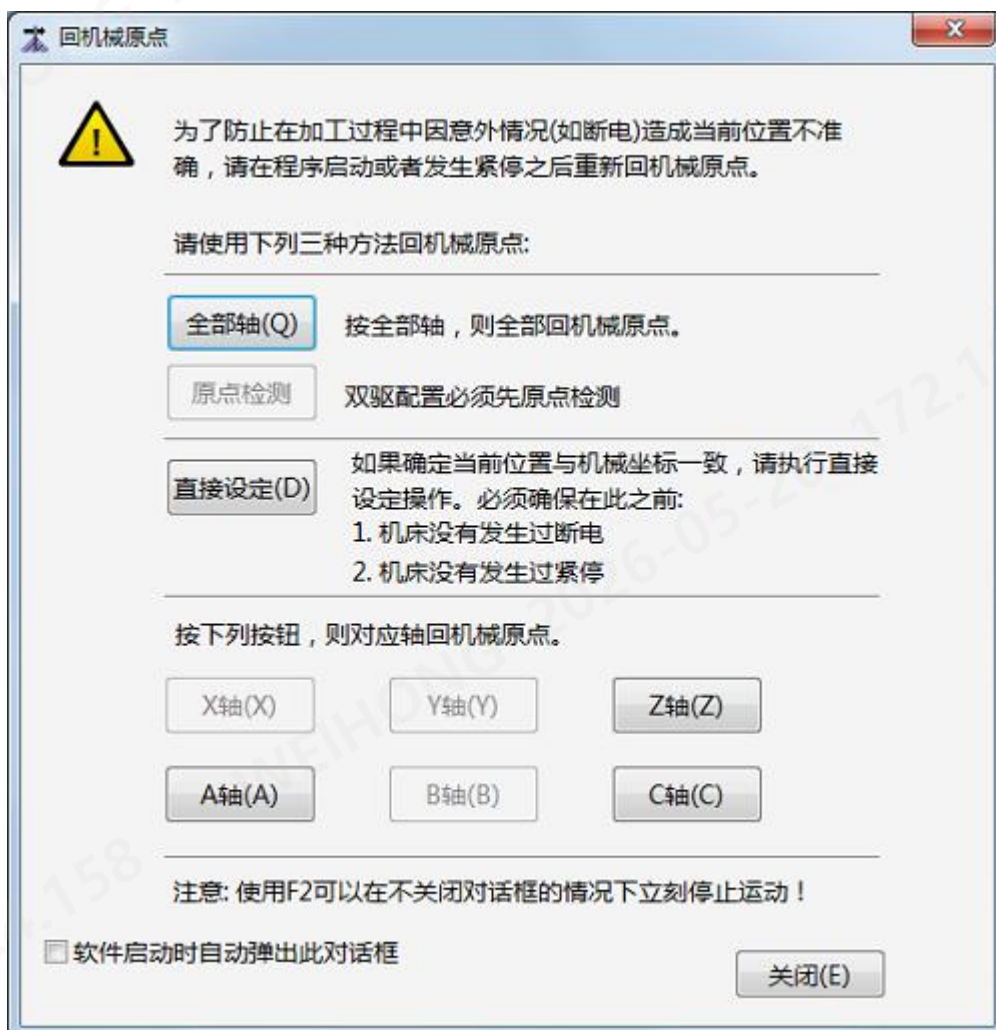 回机械原点
为了防止在加工过程中因意外情况(如断电)造成当前位置不准
确，请在程序启动或者发生紧停之后重新回机械原点。
请使用下列三种方法回机械原点:
全部轴(Q) 按全部轴，则全部回机械原点。
原点检测 双驱配置必须先原点检测
直接设定(D) 如果确定当前位置与机械坐标一致，请执行直接
设定操作。必须确保在此之前:
1. 机床没有发生过断电
2. 机床没有发生过紧停
按下列按钮，则对应轴回机械原点。
X轴(X) Y轴(Y) Z轴(Z)
A轴(A) B轴(B) C轴(C)
注意: 使用F2可以在不关闭对话框的情况下立刻停止运动！
软件启动时自动弹出此对话框
关闭(E)